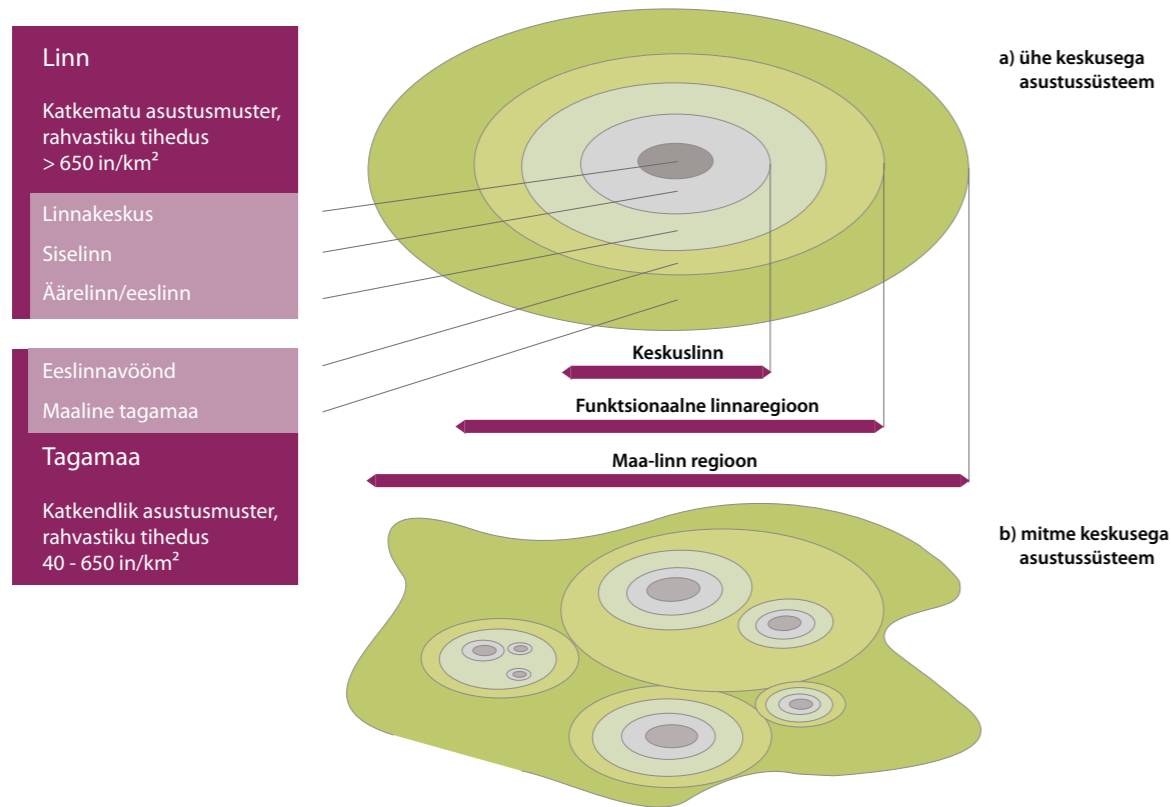 Linn
Katkematu asustusmuster,
rahvastiku tihedus
> 650 in/km²
Linnakeskus
Siselinn
Äärelinn/eeslinn
Eeslinnavöönd
Maaline tagamaa
Tagamaa
Katkendlik asustusmuster,
rahvastiku tihedus
40 - 650 in/km²
a) ühe keskusega
asustussüsteem
Keskuslinn
Funktsionaalne linnaregioon
Maa-linn regioon
b) mitme keskusega
asustussüsteem